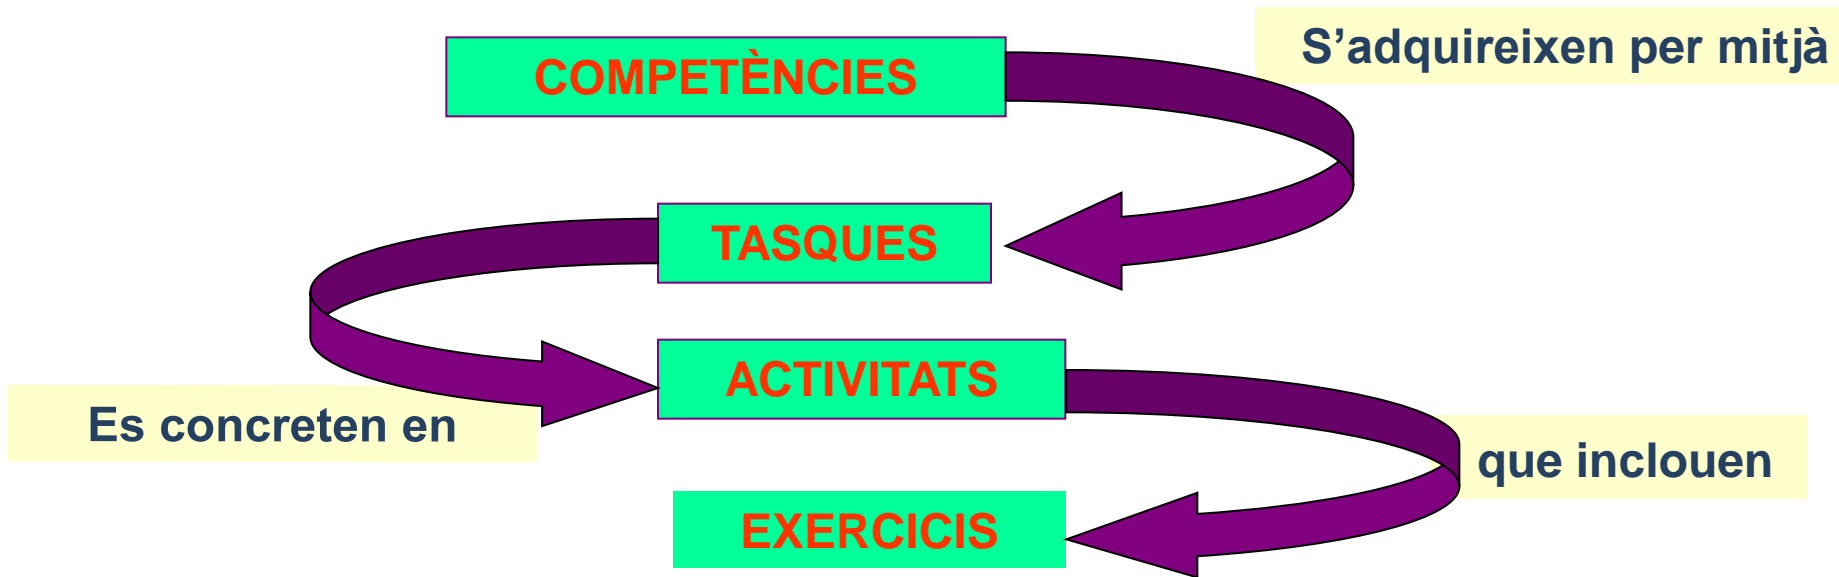 S’adquireixen per mitjà
COMPETÈNCIES
TASQUES
ACTIVITATS
Es concreten en
que inclouen
EXERCICIS